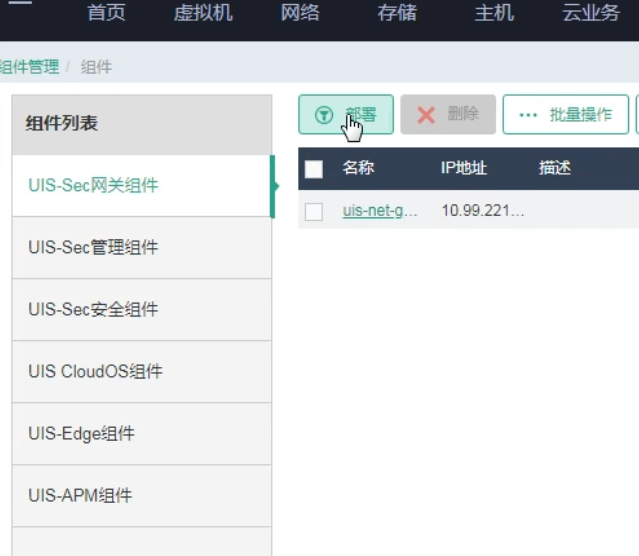 首页 虚拟机 网络 存储 主机 云业务
组件管理 / 组件
组件列表
UIS-Sec网关组件
UIS-Sec管理组件
UIS-Sec安全组件
UIS CloudOS组件
UIS-Edge组件
UIS-APM组件
部署 删除 ··· 批量操作
名称 IP地址 描述
uis-net-g... 10.99.221...